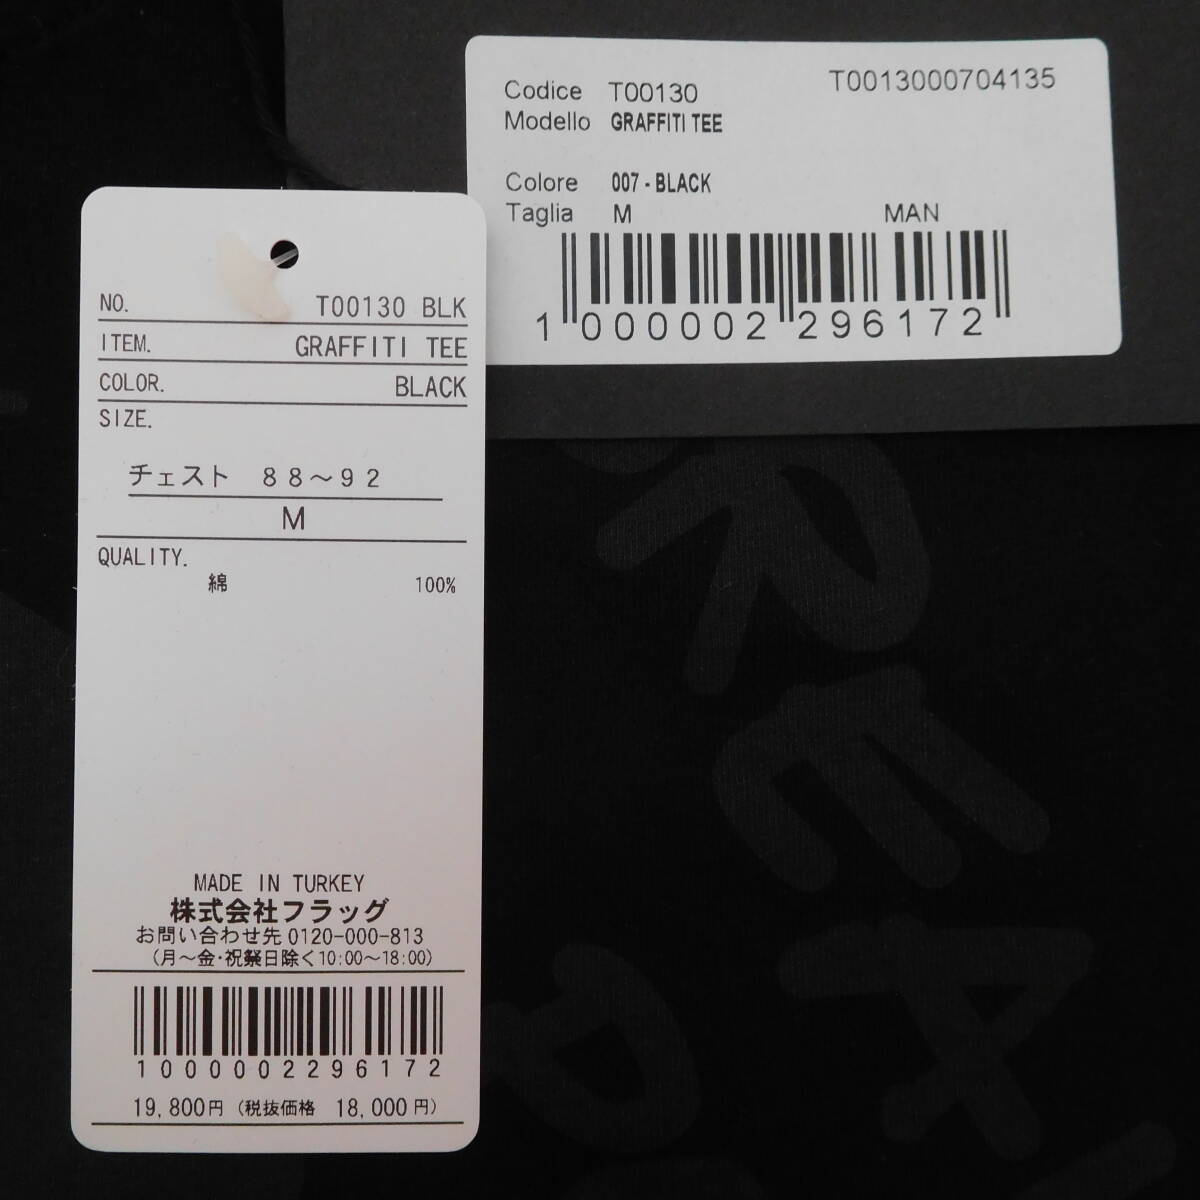 Codice T00130 T0013000704135
Modello GRAFFITI TEE
Colore 007 - BLACK
Taglia M MAN
1 000002 296172
NO. T00130 BLK
ITEM. GRAFFITI TEE
COLOR. BLACK
SIZE.
チェスト 88～92
M
QUALITY.
綿 100%
MADE IN TURKEY
株式会社フラッグ
お問い合わせ先 0120-000-813
(月～金・祝祭日除く10:00～18:00)
1000002296172
19,800円 (税抜価格 18,000円)